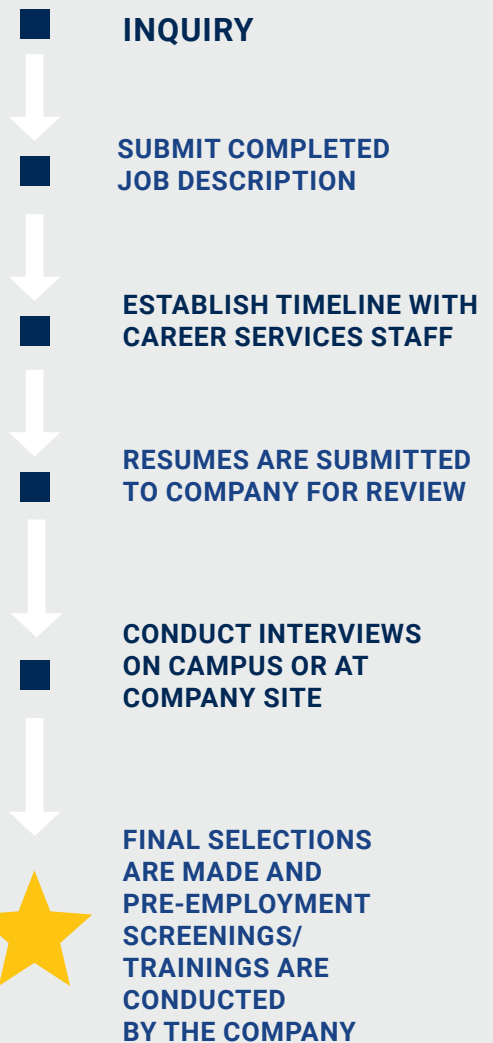 INQUIRY
SUBMIT COMPLETED
JOB DESCRIPTION
ESTABLISH TIMELINE WITH
CAREER SERVICES STAFF
RESUMES ARE SUBMITTED
TO COMPANY FOR REVIEW
CONDUCT INTERVIEWS
ON CAMPUS OR AT
COMPANY SITE
FINAL SELECTIONS
ARE MADE AND
PRE-EMPLOYMENT
SCREENINGS/
TRAININGS ARE
CONDUCTED
BY THE COMPANY